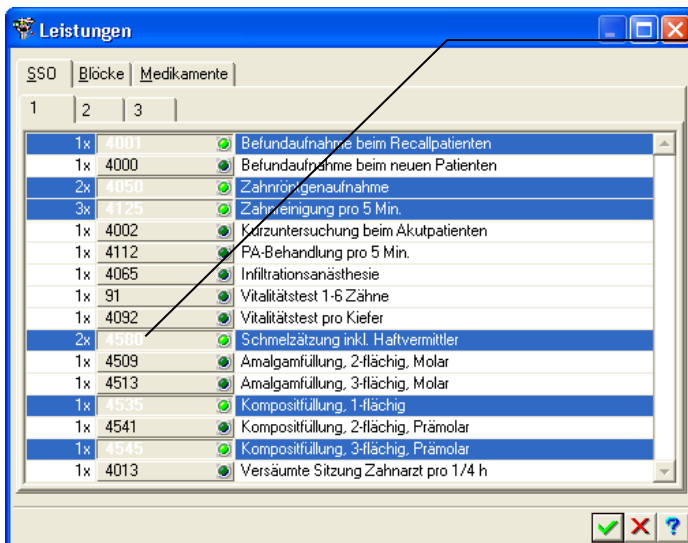 Leistungen
SSO Blöcke Medikamente
1 2 3
1x 4001 Befundaufnahme beim Recallpatienten
1x 4000 Befundaufnahme beim neuen Patienten
2x 4050 Zahnröntgenaufnahme
3x 4125 Zahnreinigung pro 5 Min.
1x 4002 Kurzuntersuchung beim Akutpatienten
1x 4112 PA-Behandlung pro 5 Min.
1x 4065 Infiltrationsanästhesie
1x 91 Vitalitätstest 1-6 Zähne
1x 4092 Vitalitätstest pro Kiefer
2x 4580 Schmelzätzung inkl. Haftvermittler
1x 4509 Amalgamfüllung, 2-flächig, Molar
1x 4513 Amalgamfüllung, 3-flächig, Molar
1x 4535 Kompositfüllung, 1-flächig
1x 4541 Kompositfüllung, 2-flächig, Prämolar
1x 4545 Kompositfüllung, 3-flächig, Prämolar
1x 4013 Versäumte Sitzung Zahnarzt pro 1/4 h
?